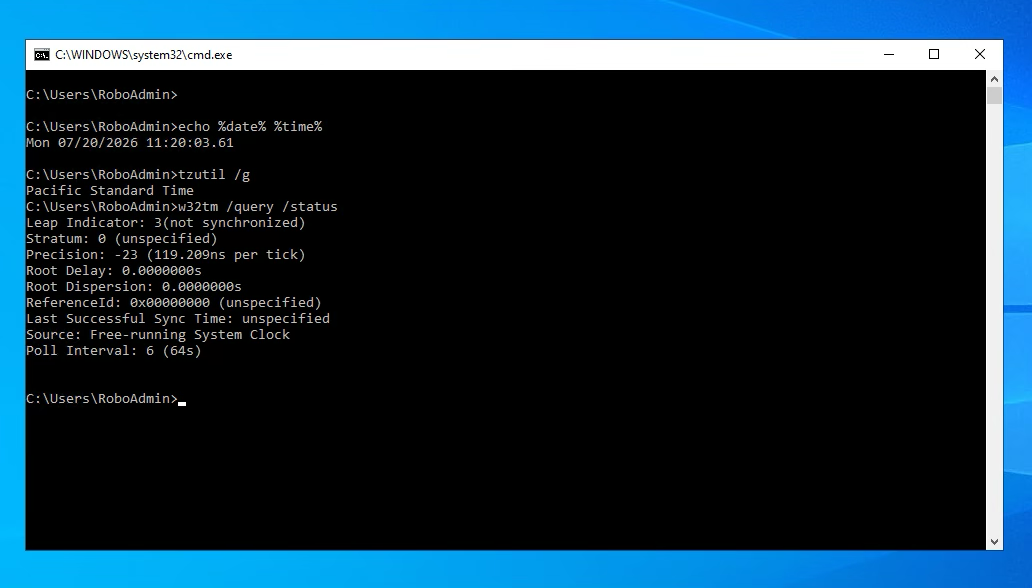 C:\WINDOWS\system32\cmd.exe
C:\Users\RoboAdmin>
C:\Users\RoboAdmin>echo %date% %time%
Mon 07/20/2026 11:20:03.61
C:\Users\RoboAdmin>tzutil /g
Pacific Standard Time
C:\Users\RoboAdmin>w32tm /query /status
Leap Indicator: 3(not synchronized)
Stratum: 0 (unspecified)
Precision: -23 (119.209ns per tick)
Root Delay: 0.0000000s
Root Dispersion: 0.0000000s
ReferenceId: 0x00000000 (unspecified)
Last Successful Sync Time: unspecified
Source: Free-running System Clock
Poll Interval: 6 (64s)
C:\Users\RoboAdmin>